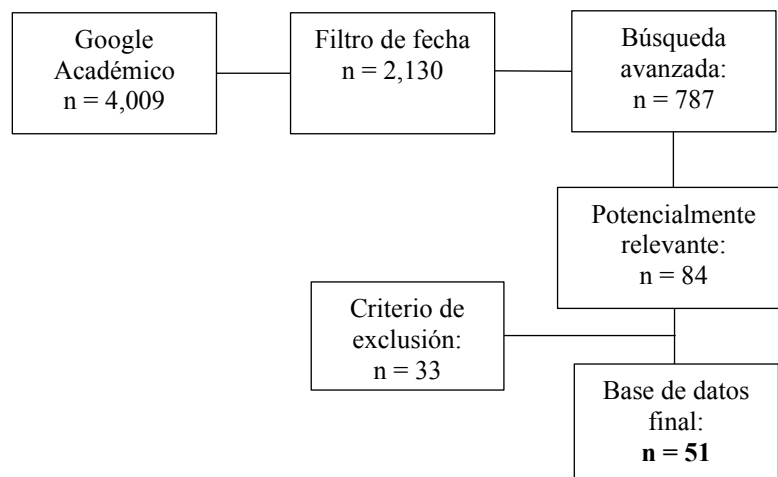 Google
Académico
n = 4,009
Filtro de fecha
n = 2,130
Búsqueda
avanzada:
n = 787
Potencialmente
relevante:
n = 84
Criterio de
exclusión:
n = 33
Base de datos
final:
n = 51